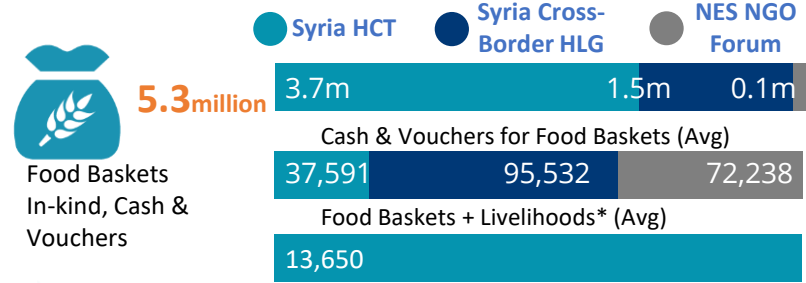 Syria HCT
Syria Cross-
Border HLG
NES NGO
Forum
5.3million
3.7m 1.5m 0.1m
Cash & Vouchers for Food Baskets (Avg)
Food Baskets
In-kind, Cash &
Vouchers
37,591 95,532 72,238
Food Baskets + Livelihoods* (Avg)
13,650